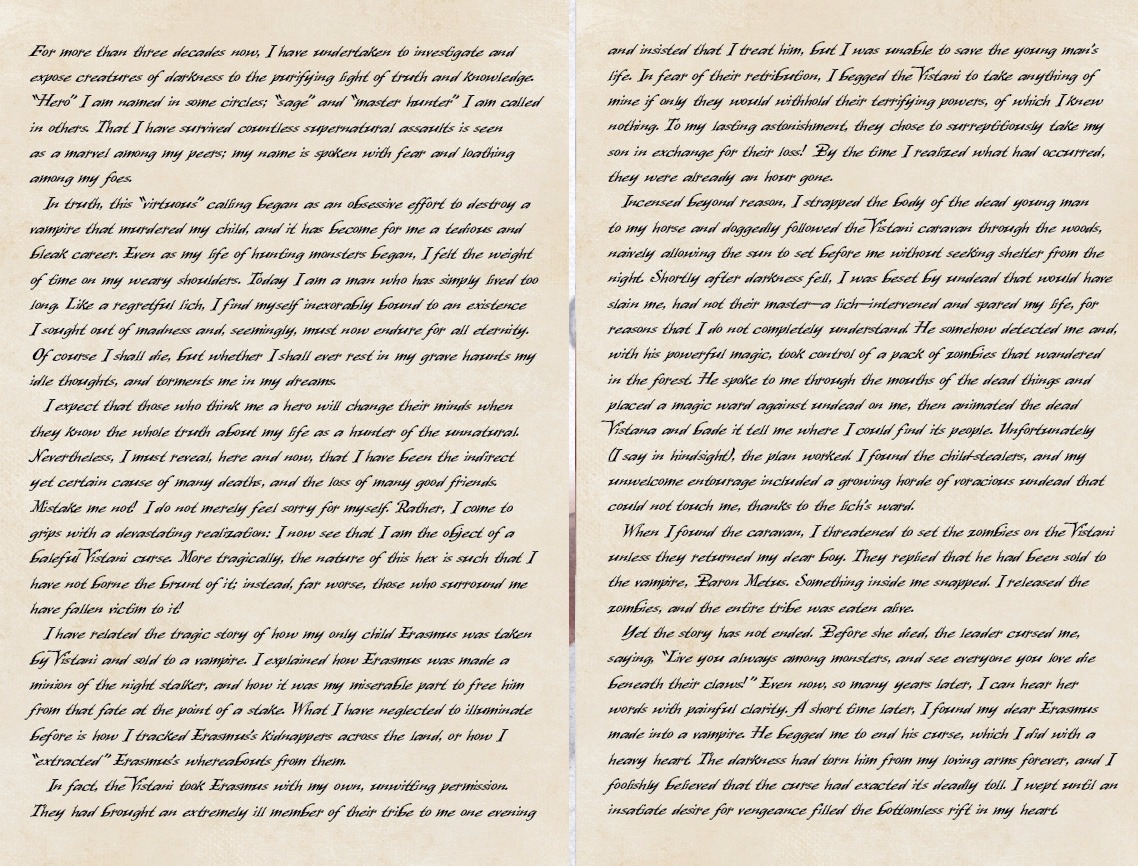 For more than three decades now, I have undertaken to investigate and
expose creatures of darkness to the purifying light of truth and knowledge.
“Hero” I am named in some circles; “sage” and “master hunter” I am called
in others. That I have survived countless supernatural assaults is seen
as a marvel among my peers; my name is spoken with fear and loathing
among my foes.
In truth, this “virtuous” calling began as an obsessive effort to destroy a
vampire that murdered my child, and it has become for me a tedious and
bleak career. Even as my life of hunting monsters began, I felt the weight
of time on my weary shoulders. Today I am a man who has simply lived too
long. Like a regretful lich, I find myself inexorably bound to an existence
I sought out of madness and, seemingly, must now endure for all eternity.
Of course I shall die, but whether I shall ever rest in my grave haunts my
idle thoughts, and torments me in my dreams.
I expect that those who think me a hero will change their minds when
they know the whole truth about my life as a hunter of the unnatural.
Nevertheless, I must reveal, here and now, that I have been the indirect
yet certain cause of many deaths, and the loss of many good friends.
Mistake me not! I do not merely feel sorry for myself. Rather, I come to
grips with a devastating realization: I now see that I am the object of a
baleful Vistani curse. More tragically, the nature of this hex is such that I
have not borne the brunt of it; instead, far worse, those who surround me
have fallen victim to it!
I have related the tragic story of how my only child Erasmus was taken
by Vistani and sold to a vampire. I explained how Erasmus was made a
minion of the night stalker, and how it was my miserable part to free him
from that fate at the point of a stake. What I have neglected to illuminate
before is how I tracked Erasmus's kidnappers across the land, or how I
“extracted” Erasmus's whereabouts from them.
In fact, the Vistani took Erasmus with my own, unwitting permission.
They had brought an extremely ill member of their tribe to me one evening
and insisted that I treat him, but I was unable to save the young man's
life. In fear of their retribution, I begged the Vistani to take anything of
mine if only they would withhold their terrifying powers, of which I knew
nothing. To my lasting astonishment, they chose to surreptitiously take my
son in exchange for their loss! By the time I realized what had occurred,
they were already an hour gone.
Incensed beyond reason, I strapped the body of the dead young man
to my horse and doggedly followed the Vistani caravan through the woods,
naively allowing the sun to set before me without seeking shelter from the
night. Shortly after darkness fell, I was beset by undead that would have
slain me, had not their master—a lich—intervened and spared my life, for
reasons that I do not completely understand. He somehow detected me and,
with his powerful magic, took control of a pack of zombies that wandered
in the forest. He spoke to me through the mouths of the dead things and
placed a magic ward against undead on me, then animated the dead
Vistana and bade it tell me where I could find its people. Unfortunately
(I say in hindsight), the plan worked. I found the child-stealers, and my
unwelcome entourage included a growing horde of voracious undead that
could not touch me, thanks to the lich's ward.
When I found the caravan, I threatened to set the zombies on the Vistani
unless they returned my dear boy. They replied that he had been sold to
the vampire, Baron Metus. Something inside me snapped. I released the
zombies, and the entire tribe was eaten alive.
Yet the story has not ended. Before she died, the leader cursed me,
saying, “Live you always among monsters, and see everyone you love die
beneath their claws!” Even now, so many years later, I can hear her
words with painful clarity. A short time later, I found my dear Erasmus
made into a vampire. He begged me to end his curse, which I did with a
heavy heart. The darkness had torn him from my loving arms forever, and I
foolishly believed that the curse had exacted its deadly toll. I wept until an
insatiate desire for vengeance filled the bottomless rift in my heart.